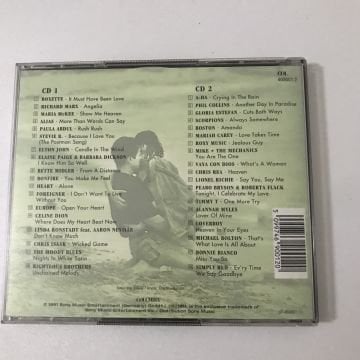 CD 1
ROXETTE - It Must Have Been Love
RICHARD MARX - Angelia
MARIA McKEE - Show Me Heaven
ALIAS - More Than Words Can Say
PAULA ABDUL - Rush Rush
STEVIE B. - Because I Love You
(The Postman Song)
ELTON JOHN - Candle In The Wind
ELAINE PAIGE & BARBARA DICKSON
I Know Him So Well
BETTE MIDLER - From A Distance
BONFIRE - You Make Me Feel
HEART - Alone
FOREIGNER - I Don't Want To Live
Without You
EUROPE - Open Your Heart
CELINE DION
Where Does My Heart Beat Now
LINDA RONSTADT feat. AARON NEVILLE
Don't Know Much
CHRIS ISAAK - Wicked Game
THE MOODY BLUES
Nights In White Satin
RIGHTEOUS BROTHERS
Unchained Melody
CD 2
A-HA - Crying In The Rain
PHIL COLLINS - Another Day In Paradise
GLORIA ESTEFAN - Cuts Both Ways
SCORPIONS - Always Somewhere
BOSTON - Amanda
MARIAH CAREY - Love Takes Time
ROXY MUSIC - Jealous Guy
MIKE + THE MECHANICS
You Are The One
VAYA CON DIOS - What's A Woman
CHRIS REA - Heaven
LIONEL RICHIE - Say You, Say Me
PEABO BRYSON & ROBERTA FLACK
Tonight, I Celebrate My Love
TIMMY T - One More Try
ALANNAH MYLES
Lover Of Mine
LOVERBOY
Heaven In Your Eyes
MICHAEL BOLTON - That's
What Love Is All About
BONNIE BIANCO
Miss You So
SIMPLY RED - Ev'ry Time
We Say Goodbye
COLUMBIA